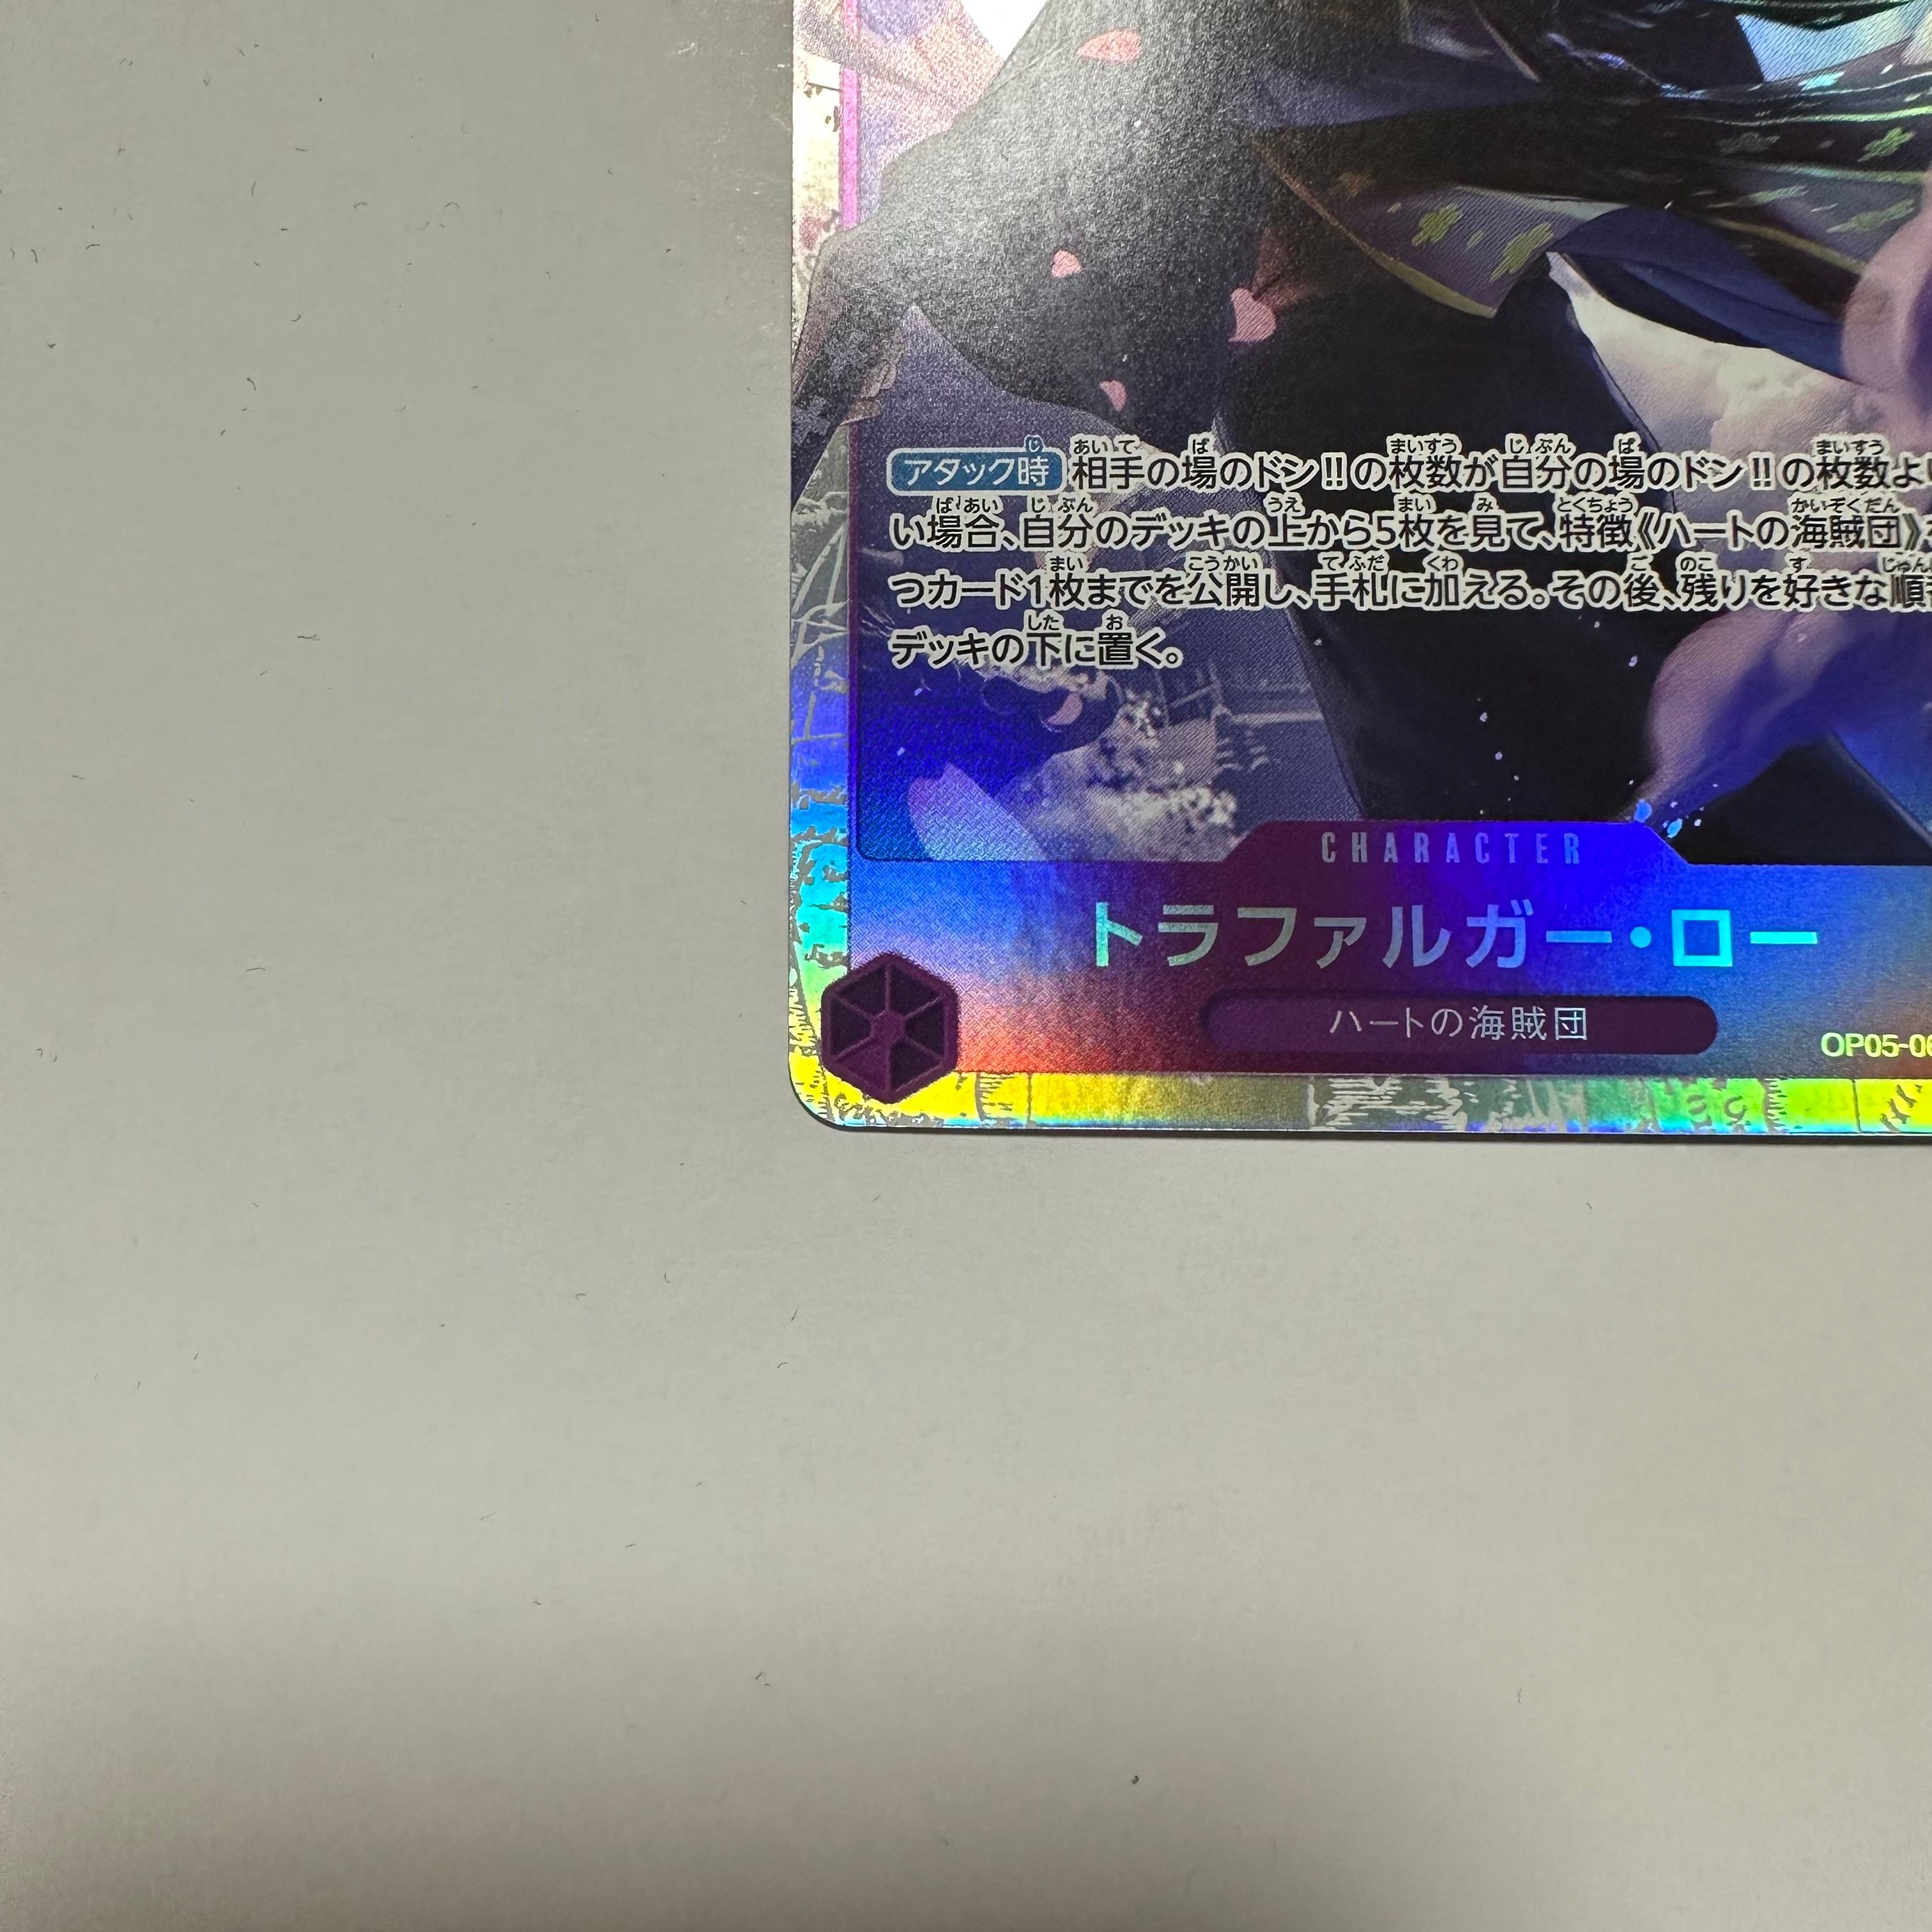 アタック時 相手の場のドン!!の枚数が自分の場のドン!!の枚数よ
い場合、自分のデッキの上から5枚を見て、特徴《ハートの海賊団》
つカード1枚までを公開し、手札に加える。その後、残りを好きな順
デッキの下に置く。
CHARACTER
トラファルガー・ロー
ハートの海賊団
OP05-06